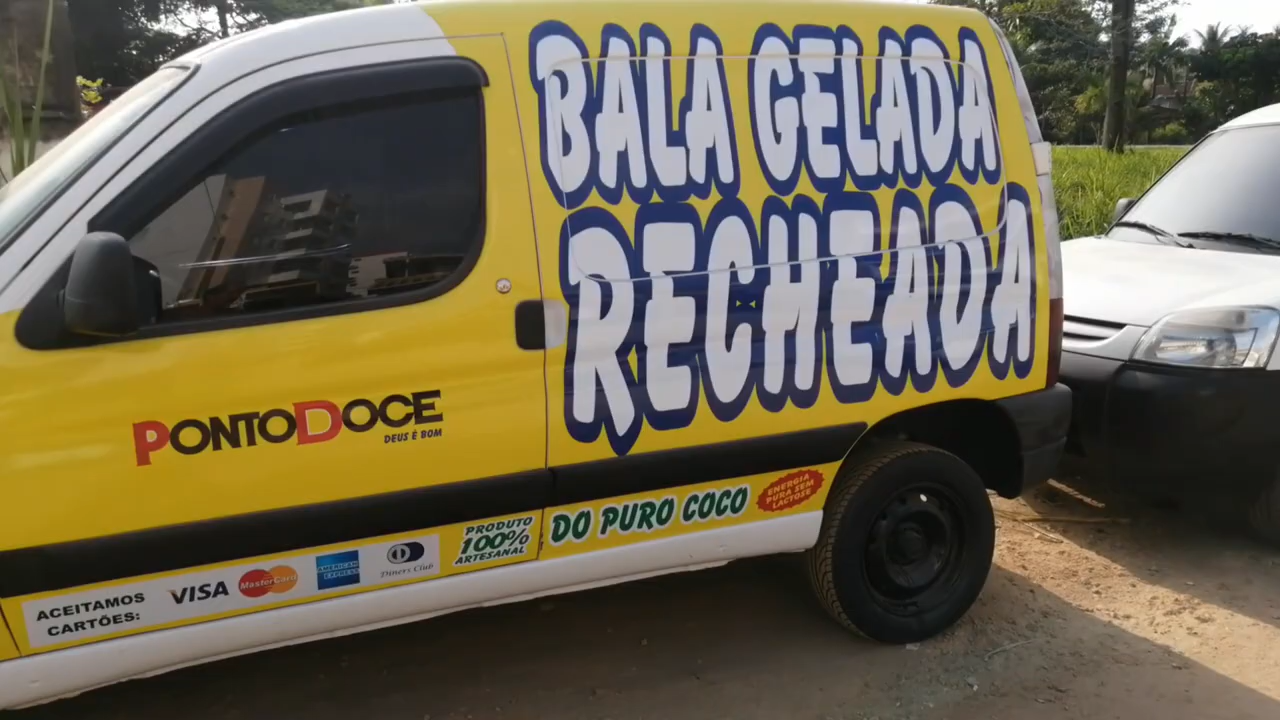 BALA GELADA
RECHEADA
PONTODOCE
DEUS É BOM
ACEITAMOS
CARTÕES:
VISA
MasterCard
AMERICAN
EXPRESS
Diners Club
PRODUTO
100%
ARTESANAL
DO PURO COCO
ENERGIA
PURA SEM
LACTOSE